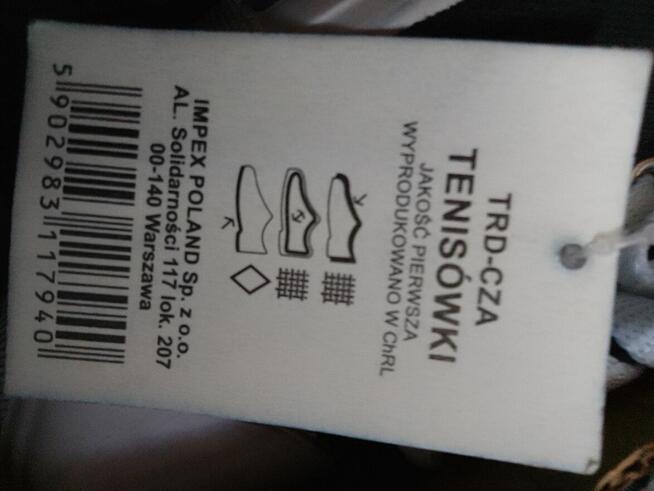 TRD-CZA
TENISÓWKI
JAKOŚĆ PIERWSZA
WYPRODUKOWANO W ChRL
IMPEX POLAND Sp. z o.o.
AL. Solidarności 117 lok. 207
00-140 Warszawa
5902983117940